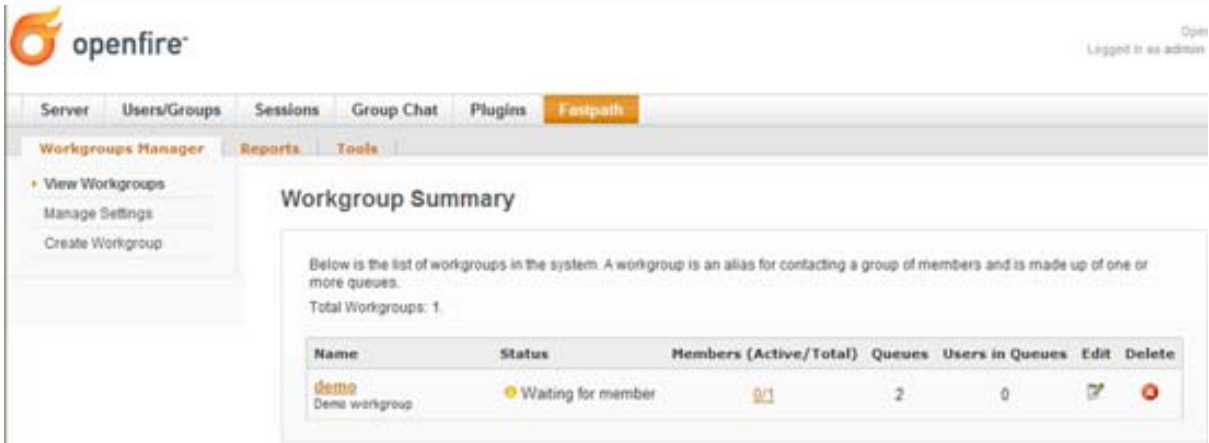 openfire™
Open
Logged in as admin
Server Users/Groups Sessions Group Chat Plugins Fastpath
Workgroups Manager Reports Tools
View Workgroups
Manage Settings
Create Workgroup
Workgroup Summary
Below is the list of workgroups in the system. A workgroup is an alias for contacting a group of members and is made up of one or
more queues.
Total Workgroups: 1.
Name Status Members (Active/Total) Queues Users in Queues Edit Delete
demo Waiting for member 0/1 2 0
Demo workgroup